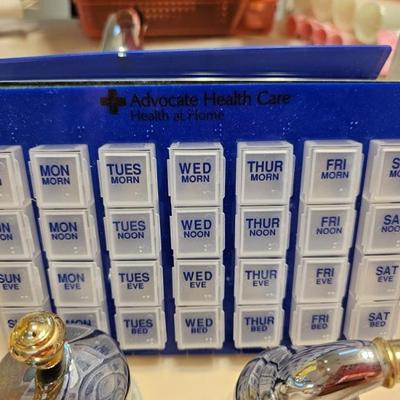 Advocate Health Care
Health at Home
MON TUES WED THUR FRI
MORN MORN MORN MORN MORN
MON TUES WED THUR FRI
NOON NOON NOON NOON NOON
SUN MON TUES WED THUR FRI SAT
EVE EVE EVE EVE EVE EVE EVE
MON TUES WED THUR FRI SAT
BED BED BED BED BED